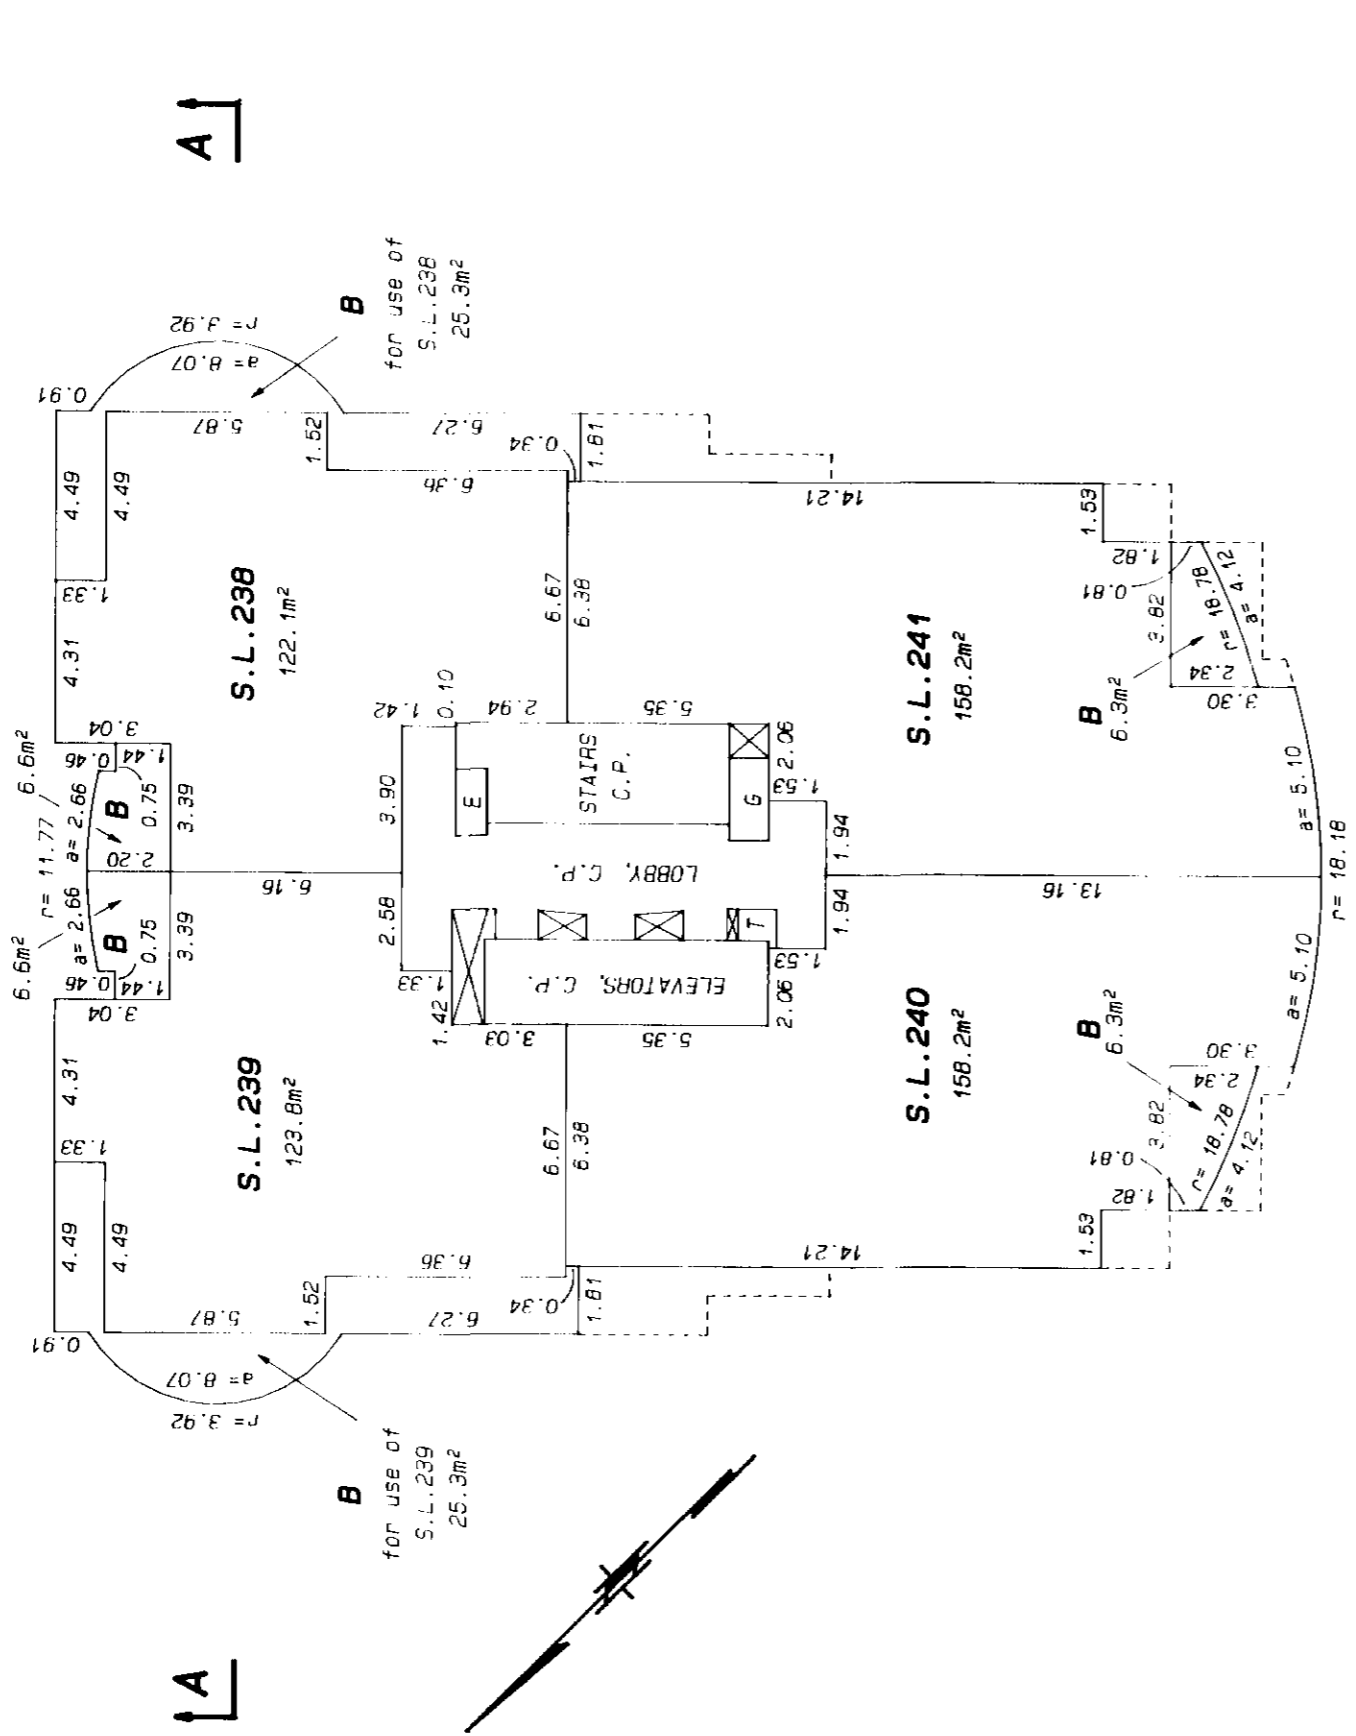 A
A
6.6m²
6.6m²
r= 11.77
a= 2.66
a= 2.66
B
B
0.46
0.46
0.75
0.75
1.44
1.44
2.20
3.39
3.39
3.04
3.04
4.31
4.31
1.33
1.33
4.49
4.49
4.49
4.49
0.91
0.91
5.87
5.87
a= 8.07
r= 3.92
a= 8.07
r= 3.92
B
for use of
S.L.238
25.3m²
B
for use of
S.L.239
25.3m²
1.52
1.52
6.27
6.27
6.36
6.36
0.34
0.34
1.81
1.81
S.L.238
122.1m²
S.L.239
123.8m²
6.16
3.90
2.58
1.42
0.10
1.33
1.42
2.94
3.03
6.67
6.38
6.67
6.38
5.35
5.35
E
STAIRS
C.P.
G
LOBBY, C.P.
ELEVATORS, C.P.
T
2.06
2.06
1.53
1.53
1.94
1.94
S.L.241
158.2m²
S.L.240
158.2m²
14.21
14.21
13.16
1.53
1.53
1.82
1.82
0.81
0.81
3.82
3.82
r= 18.78
a= 4.12
r= 18.78
a= 4.12
2.34
2.34
3.30
3.30
B
6.3m²
B
6.3m²
a= 5.10
a= 5.10
r= 18.18